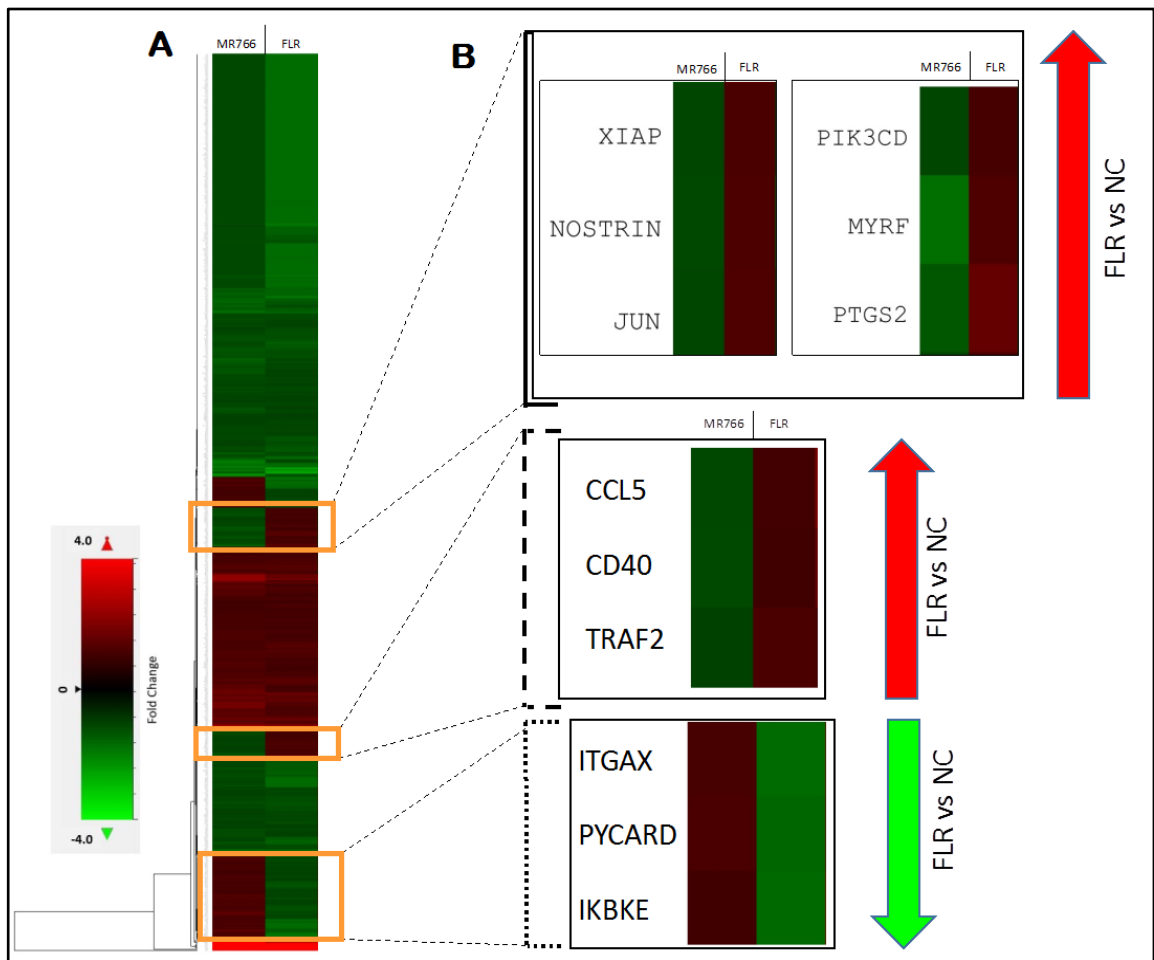 A
MR766 FLR
B
MR766 FLR
XIAP
NOSTRIN
JUN
MR766 FLR
PIK3CD
MYRF
PTGS2
FLR vs NC
MR766 FLR
CCL5
CD40
TRAF2
FLR vs NC
ITGAX
PYCARD
IKBKE
FLR vs NC
4.0
0
-4.0
Fold Change